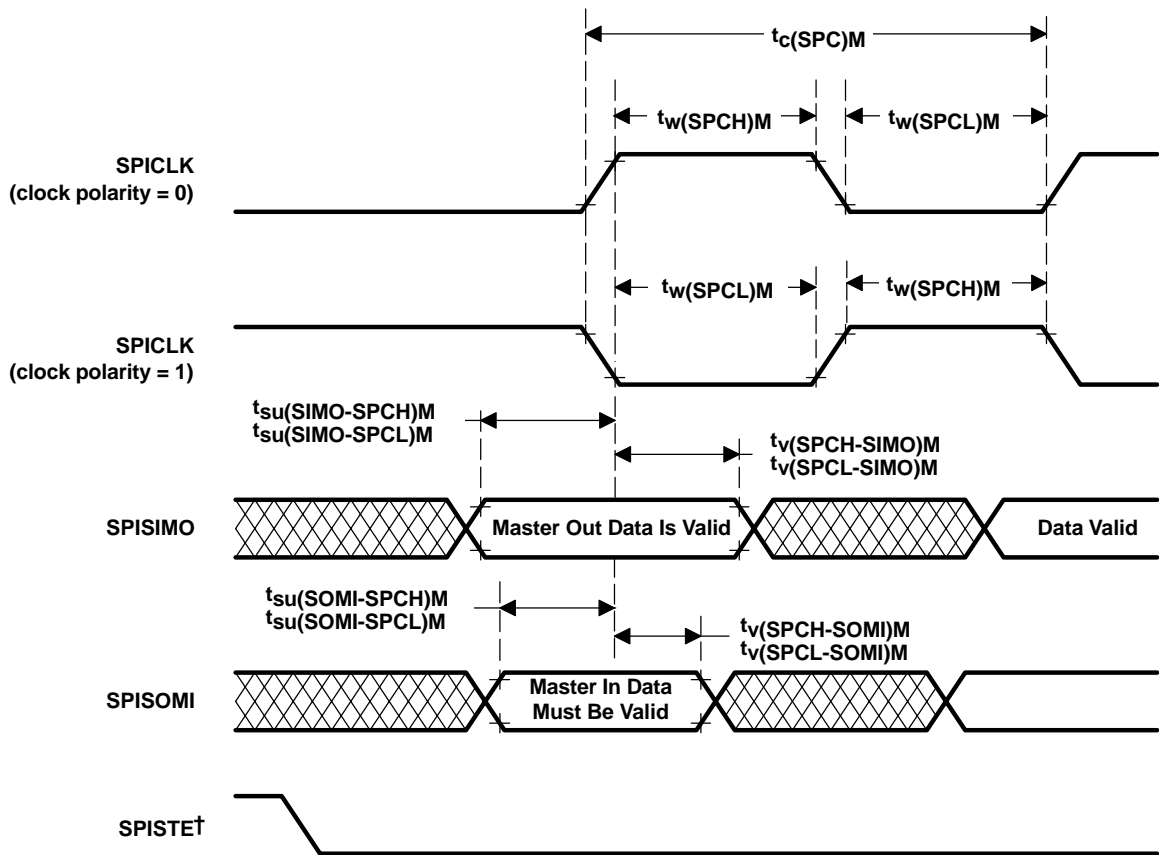 tc(SPC)M
tw(SPCH)M
tw(SPCL)M
SPICLK
(clock polarity = 0)
tw(SPCL)M
tw(SPCH)M
SPICLK
(clock polarity = 1)
tsu(SIMO-SPCH)M
tsu(SIMO-SPCL)M
tv(SPCH-SIMO)M
tv(SPCL-SIMO)M
SPISIMO
Master Out Data Is Valid
Data Valid
tsu(SOMI-SPCH)M
tsu(SOMI-SPCL)M
tv(SPCH-SOMI)M
tv(SPCL-SOMI)M
SPISOMI
Master In Data
Must Be Valid
SPISTE†